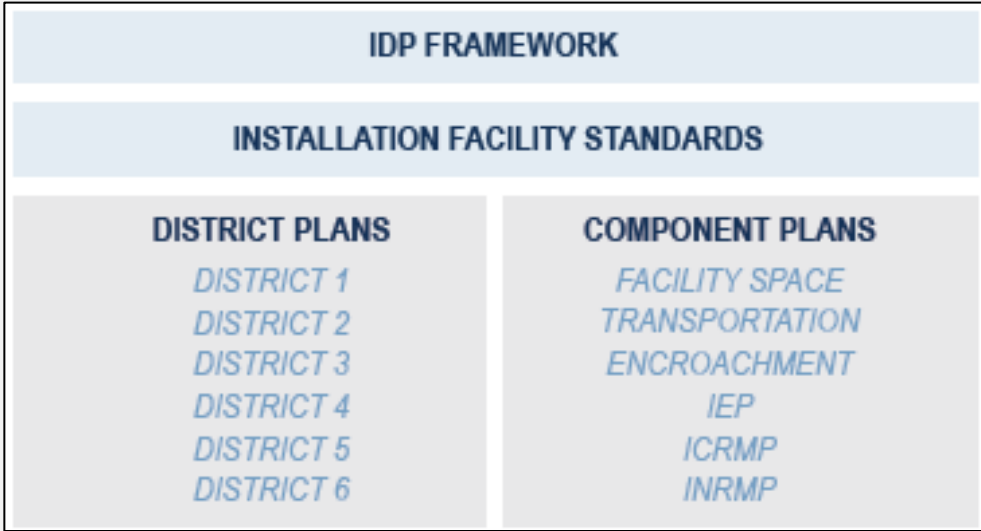 IDP FRAMEWORK
INSTALLATION FACILITY STANDARDS
DISTRICT PLANS
DISTRICT 1
DISTRICT 2
DISTRICT 3
DISTRICT 4
DISTRICT 5
DISTRICT 6
COMPONENT PLANS
FACILITY SPACE
TRANSPORTATION
ENCROACHMENT
IEP
ICRMP
INRMP